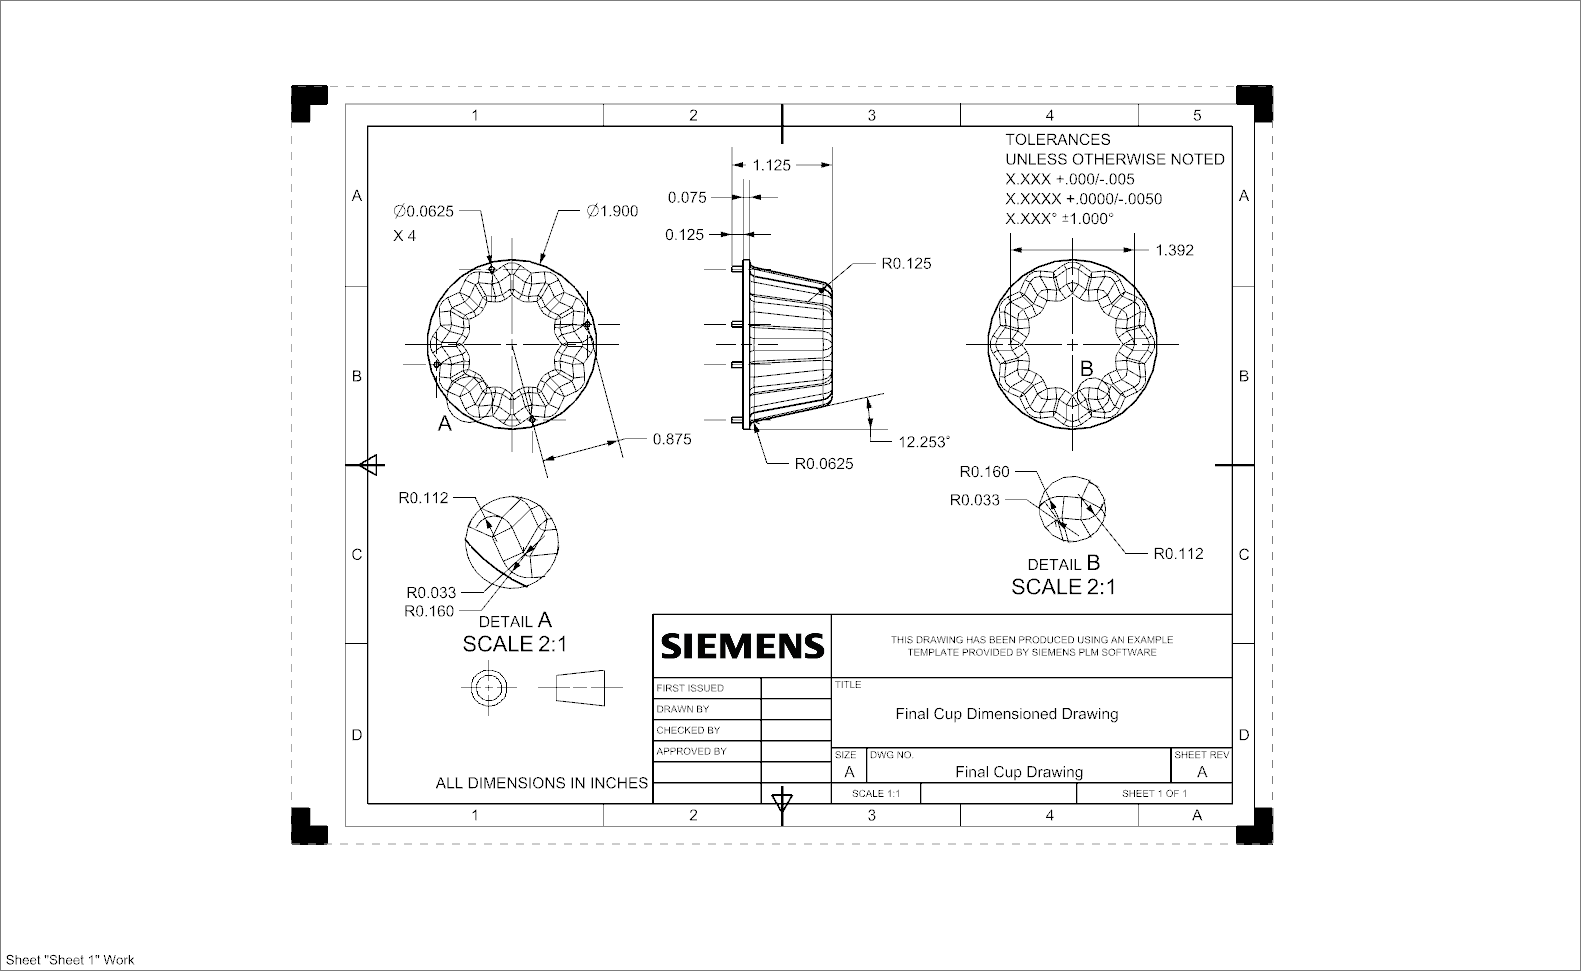 1 2 3 4 5
TOLERANCES
UNLESS OTHERWISE NOTED
X.XXX +.000/-.005
X.XXXX +.0000/-.0050
X.XXX° ±1.000°
1.125
A
A
0.075
∅0.0625
X 4
∅1.900
0.125
1.392
R0.125
B
B
B
A
0.875
12.253°
R0.0625
R0.160
R0.033
R0.112
R0.112
C
C
DETAIL B
SCALE 2:1
R0.033
R0.160
DETAIL A
SCALE 2:1
SIEMENS
THIS DRAWING HAS BEEN PRODUCED USING AN EXAMPLE
TEMPLATE PROVIDED BY SIEMENS PLM SOFTWARE
FIRST ISSUED
TITLE
DRAWN BY
Final Cup Dimensioned Drawing
CHECKED BY
D
D
APPROVED BY
SIZE
DWG NO.
SHEET REV
A
Final Cup Drawing
A
ALL DIMENSIONS IN INCHES
SCALE 1:1
SHEET 1 OF 1
1 2 3 4 A
Sheet "Sheet 1" Work